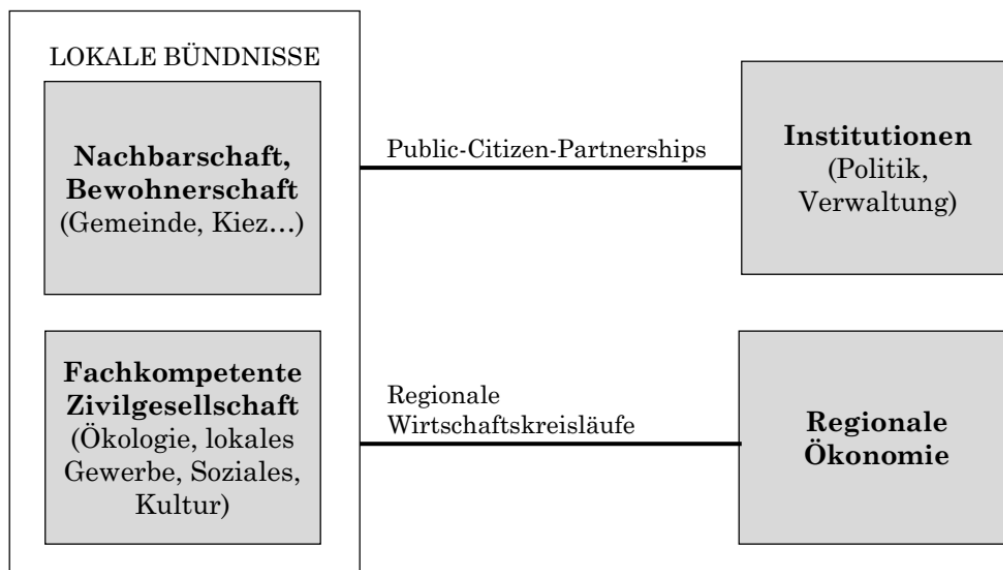 LOKALE BÜNDNISSE
Nachbarschaft,
Bewohnerschaft
(Gemeinde, Kiez…)
Public-Citizen-Partnerships
Institutionen
(Politik,
Verwaltung)
Fachkompetente
Zivilgesellschaft
(Ökologie, lokales
Gewerbe, Soziales,
Kultur)
Regionale
Wirtschaftskreisläufe
Regionale
Ökonomie